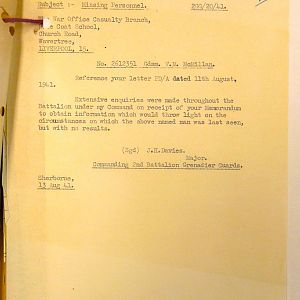 Subject :- Missing Personnel. 200/20/41.
War Office Casualty Branch,
Coat School,
Church Road,
Wavertree,
LIVERPOOL, 15.
No. 2612351 Gdsm. W.M. McMillan.
Reference your letter PD/A dated 11th August,
1941.
Extensive enquiries were made throughout the
Battalion under my Command on receipt of your Memorandum
to obtain information which would throw light on the
circumstances on which the above named man was last seen,
but with no results.
(Sgd) J.H.Davies.
Major.
Commanding 2nd Battalion Grenadier Guards.
Sherborne,
13 Aug 41.